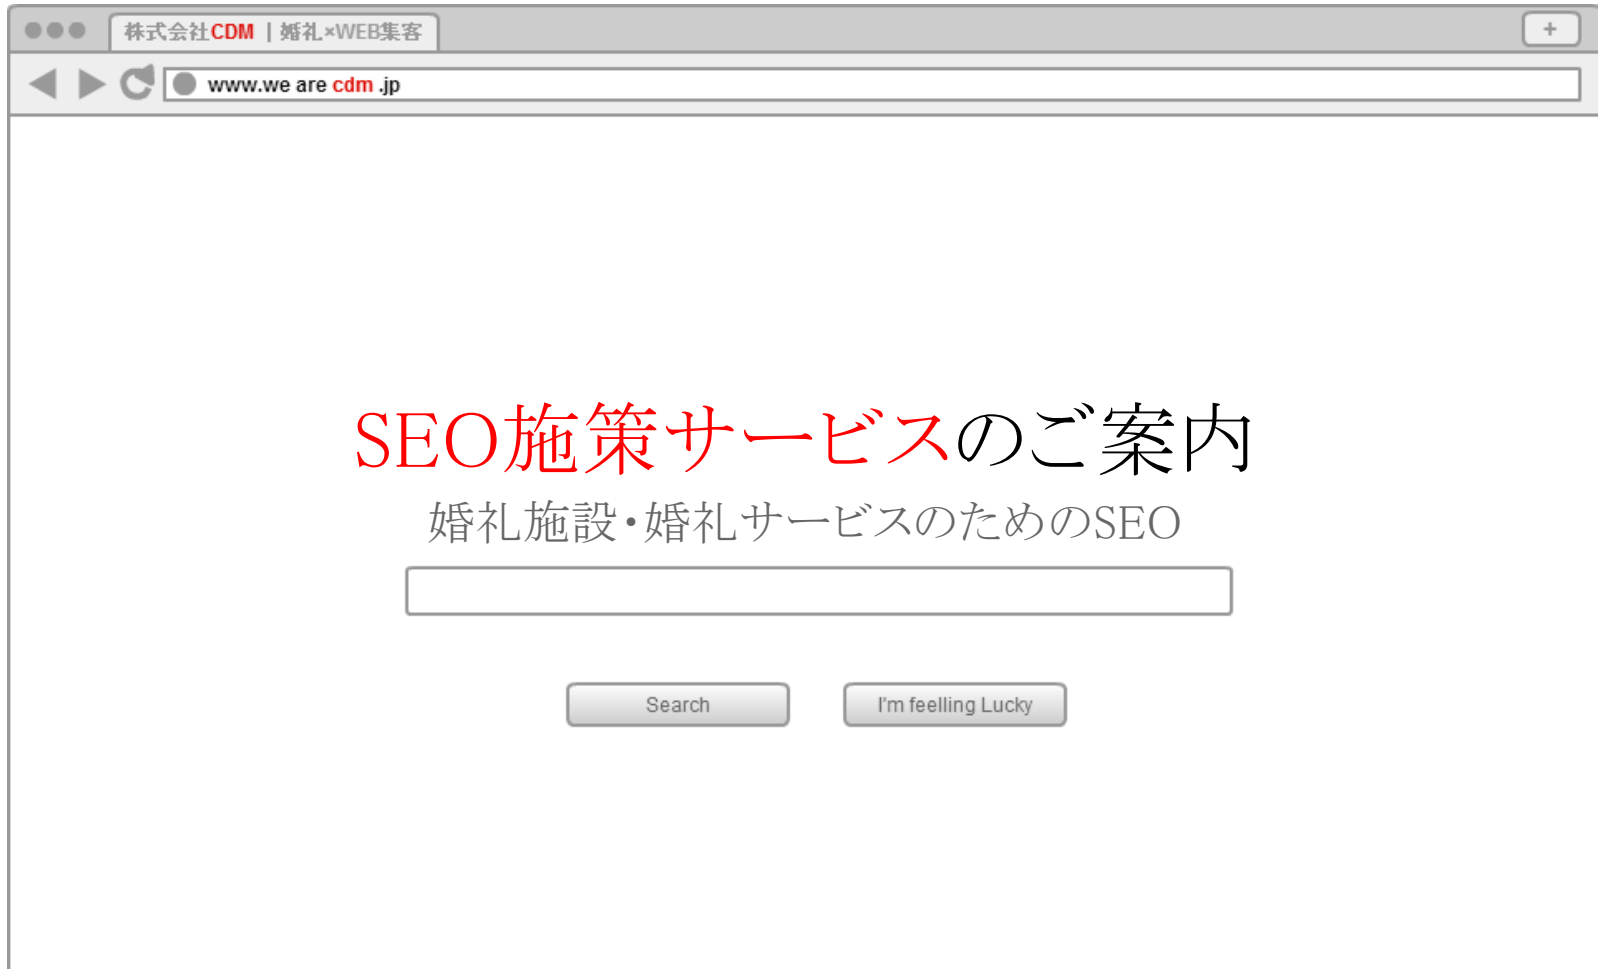 株式会社CDM | 婚礼×WEB集客
+
www.we are cdm .jp
SEO施策サービスのご案内
婚礼施設・婚礼サービスのためのSEO
Search
I'm feelling Lucky